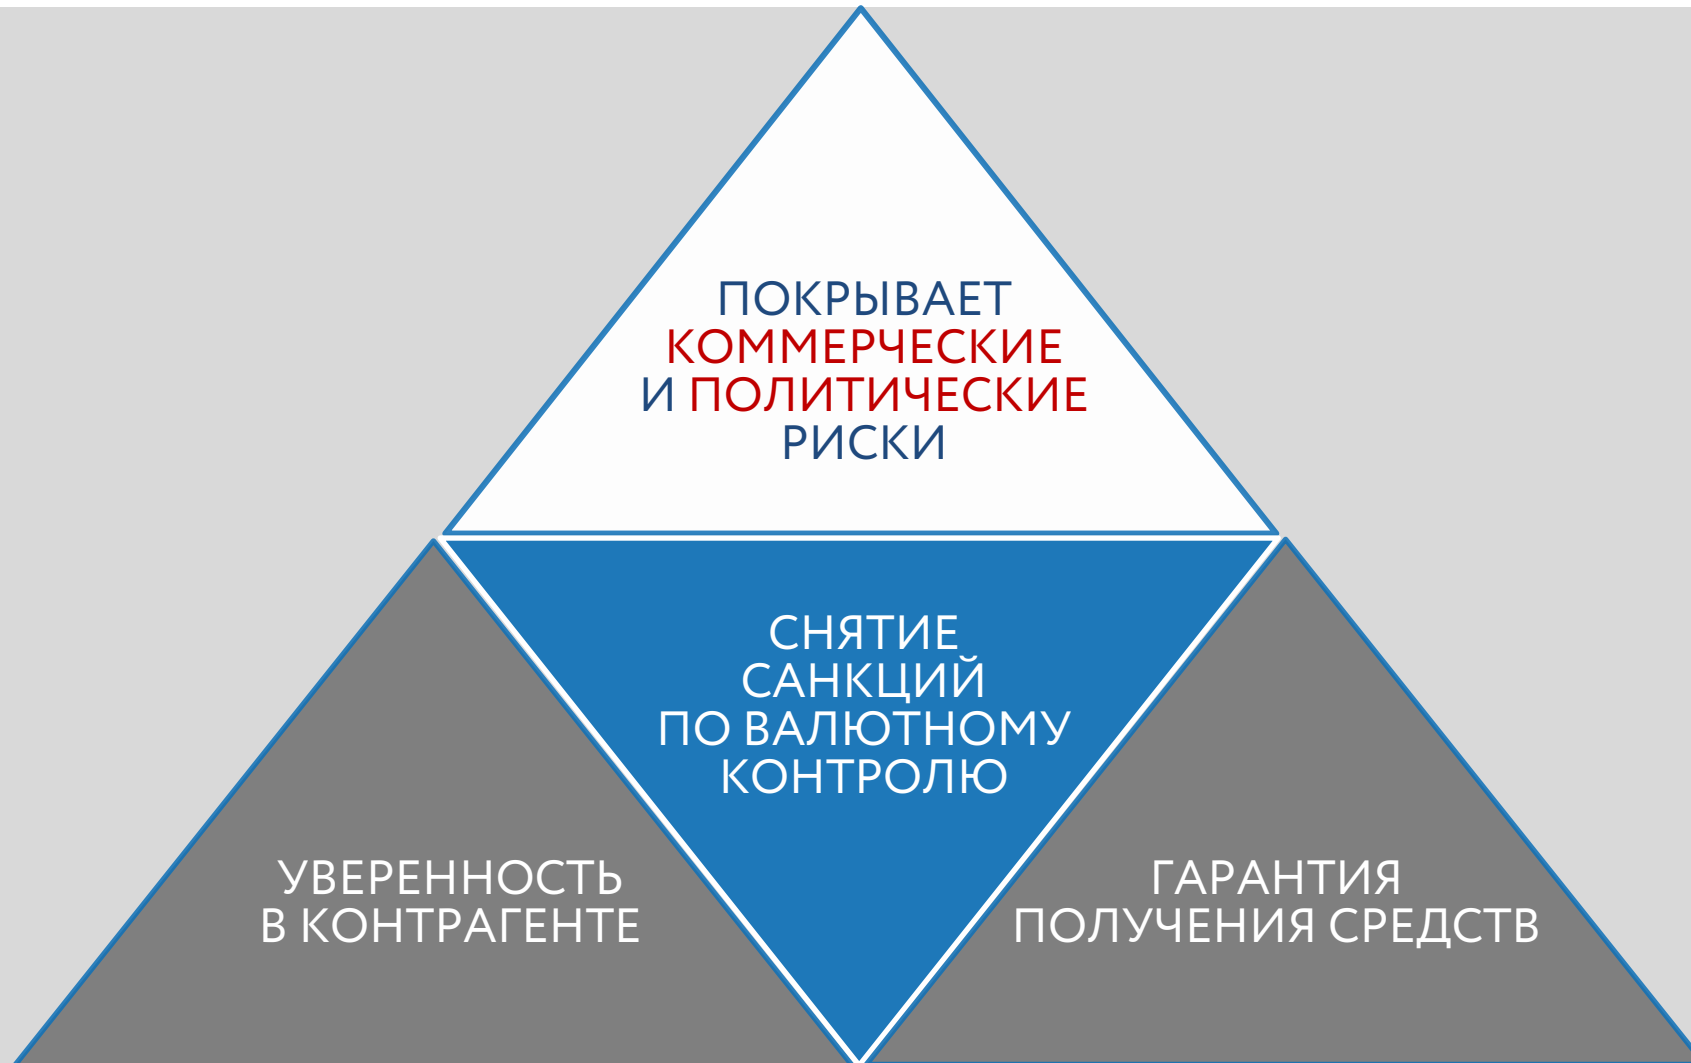 ПОКРЫВАЕТ
КОММЕРЧЕСКИЕ
И ПОЛИТИЧЕСКИЕ
РИСКИ
СНЯТИЕ
САНКЦИЙ
ПО ВАЛЮТНОМУ
КОНТРОЛЮ
УВЕРЕННОСТЬ
В КОНТРАГЕНТЕ
ГАРАНТИЯ
ПОЛУЧЕНИЯ СРЕДСТВ